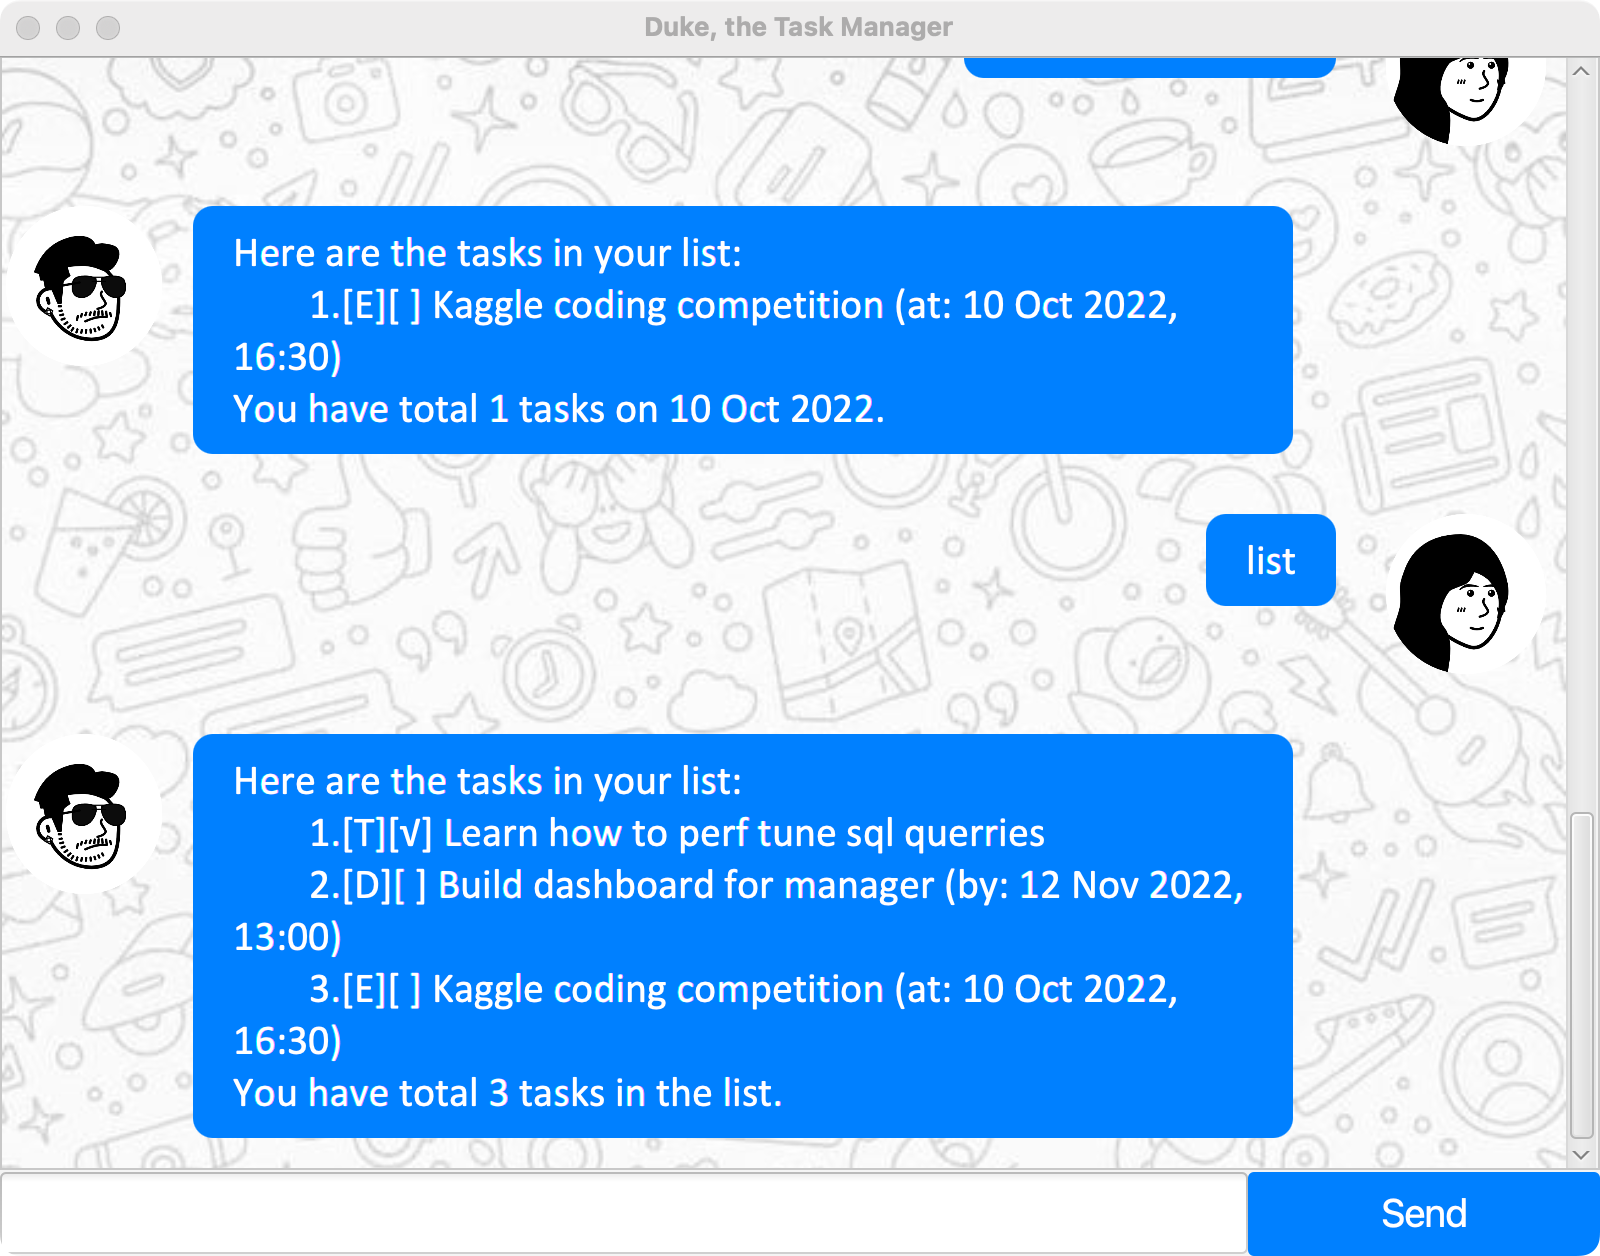 Duke, the Task Manager
Here are the tasks in your list:
1.[E][ ] Kaggle coding competition (at: 10 Oct 2022,
16:30)
You have total 1 tasks on 10 Oct 2022.
list
Here are the tasks in your list:
1.[T][√] Learn how to perf tune sql querries
2.[D][ ] Build dashboard for manager (by: 12 Nov 2022,
13:00)
3.[E][ ] Kaggle coding competition (at: 10 Oct 2022,
16:30)
You have total 3 tasks in the list.
Send